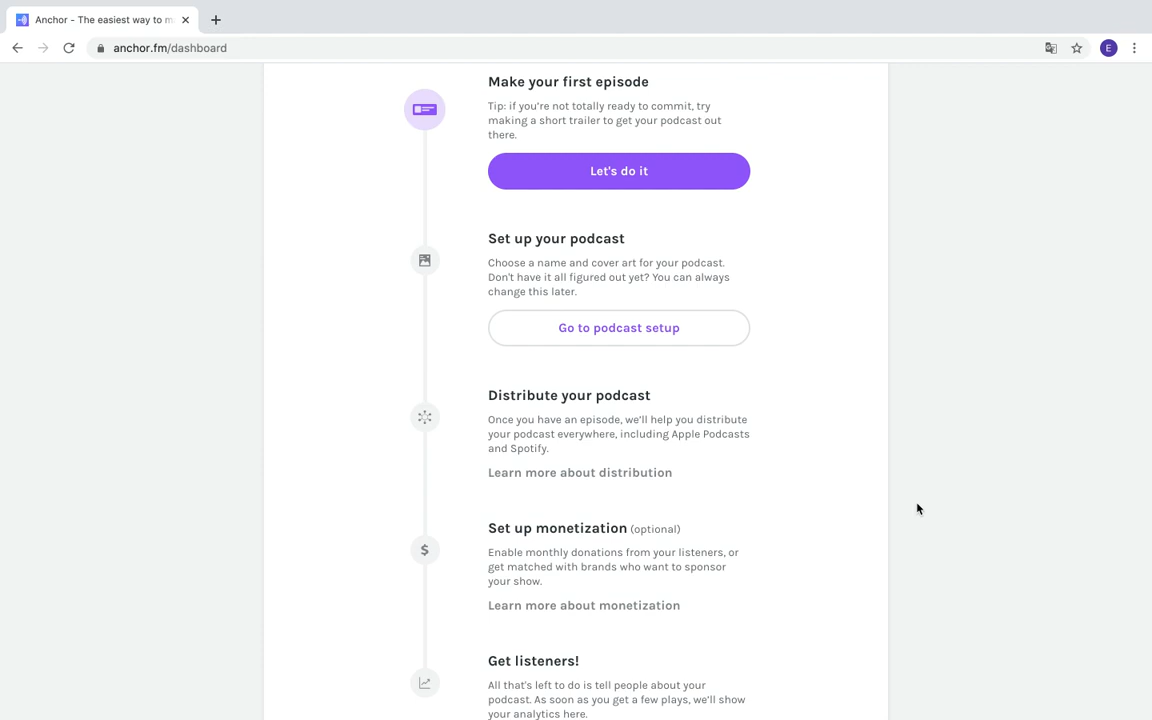 Anchor - The easiest way to m
anchor.fm/dashboard
E
Make your first episode
Tip: if you're not totally ready to commit, try
making a short trailer to get your podcast out
there.
Let's do it
Set up your podcast
Choose a name and cover art for your podcast.
Don't have it all figured out yet? You can always
change this later.
Go to podcast setup
Distribute your podcast
Once you have an episode, we'll help you distribute
your podcast everywhere, including Apple Podcasts
and Spotify.
Learn more about distribution
$
Set up monetization (optional)
Enable monthly donations from your listeners, or
get matched with brands who want to sponsor
your show.
Learn more about monetization
Get listeners!
All that's left to do is tell people about your
podcast. As soon as you get a few plays, we'll show
your analytics here.